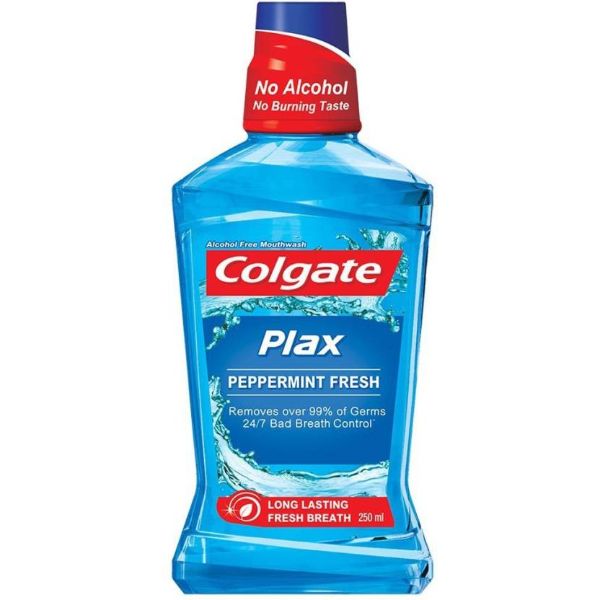 No Alcohol
No Burning Taste
Alcohol Free Mouthwash
Colgate
Plax
PEPPERMINT FRESH
Removes over 99% of Germs
24/7 Bad Breath Control
LONG LASTING
FRESH BREATH 250 ml